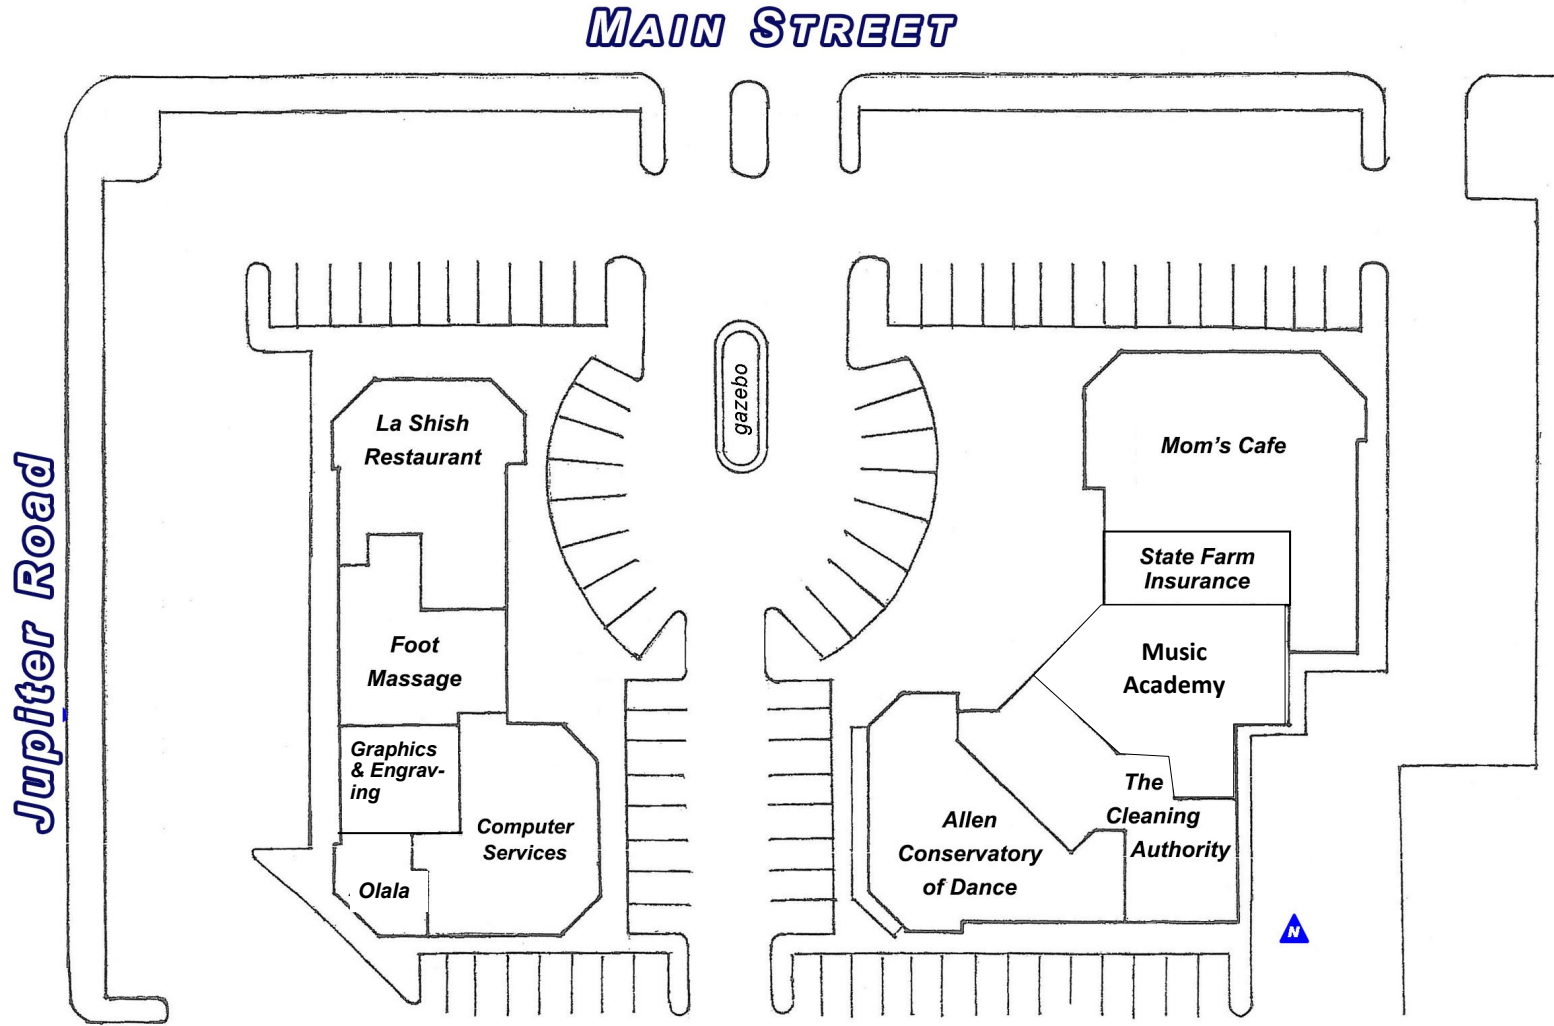 MAIN STREET
Jupiter Road
gazebo
La Shish
Restaurant
Foot
Massage
Graphics
& Engrav-
ing
Computer
Services
Olala
Mom's Cafe
State Farm
Insurance
Music
Academy
The
Cleaning
Authority
Allen
Conservatory
of Dance
N